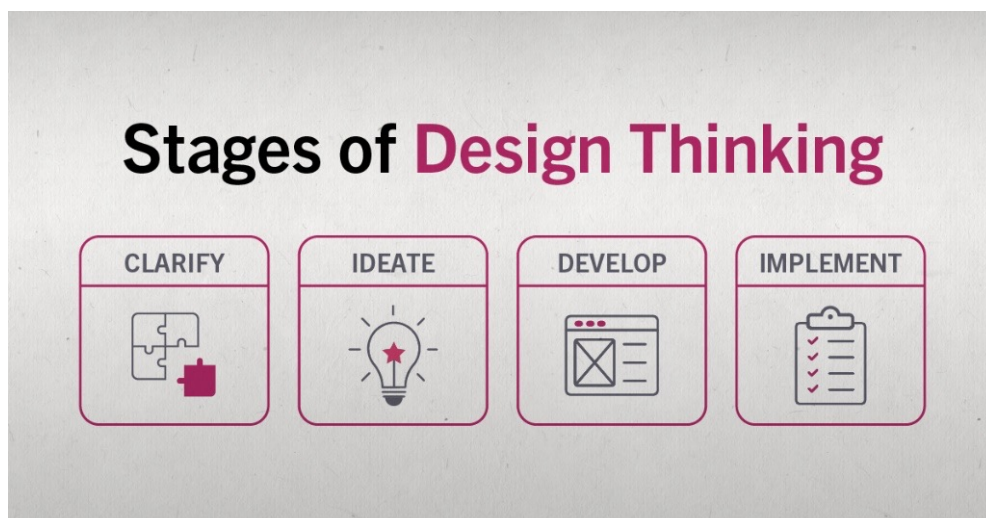 Stages of Design Thinking
CLARIFY
IDEATE
DEVELOP
IMPLEMENT